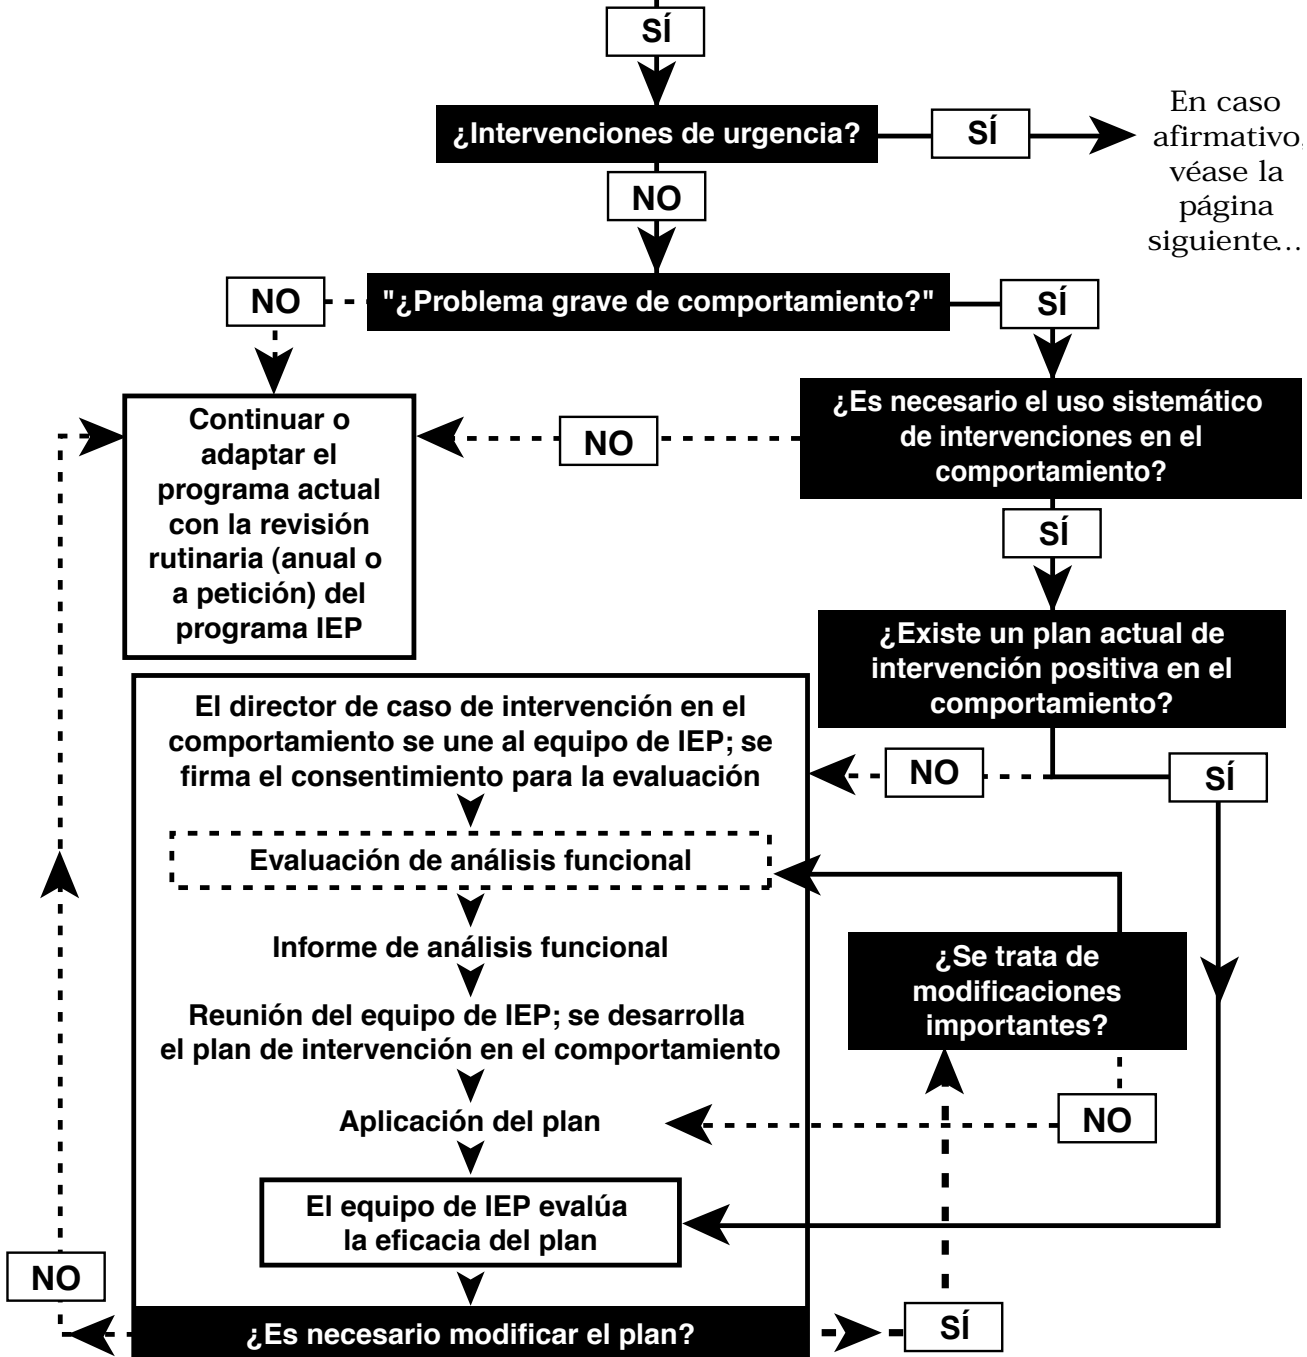 SÍ
¿Intervenciones de urgencia?
SÍ
En caso
afirmativo,
véase la
página
siguiente...
NO
NO
"¿Problema grave de comportamiento?"
SÍ
Continuar o
adaptar el
programa actual
con la revisión
rutinaria (anual o
a petición) del
programa IEP
NO
¿Es necesario el uso sistemático
de intervenciones en el
comportamiento?
SÍ
¿Existe un plan actual de
intervención positiva en el
comportamiento?
NO
SÍ
El director de caso de intervención en el
comportamiento se une al equipo de IEP; se
firma el consentimiento para la evaluación
Evaluación de análisis funcional
Informe de análisis funcional
Reunión del equipo de IEP; se desarrolla
el plan de intervención en el comportamiento
Aplicación del plan
El equipo de IEP evalúa
la eficacia del plan
¿Es necesario modificar el plan?
¿Se trata de
modificaciones
importantes?
NO
NO
SÍ